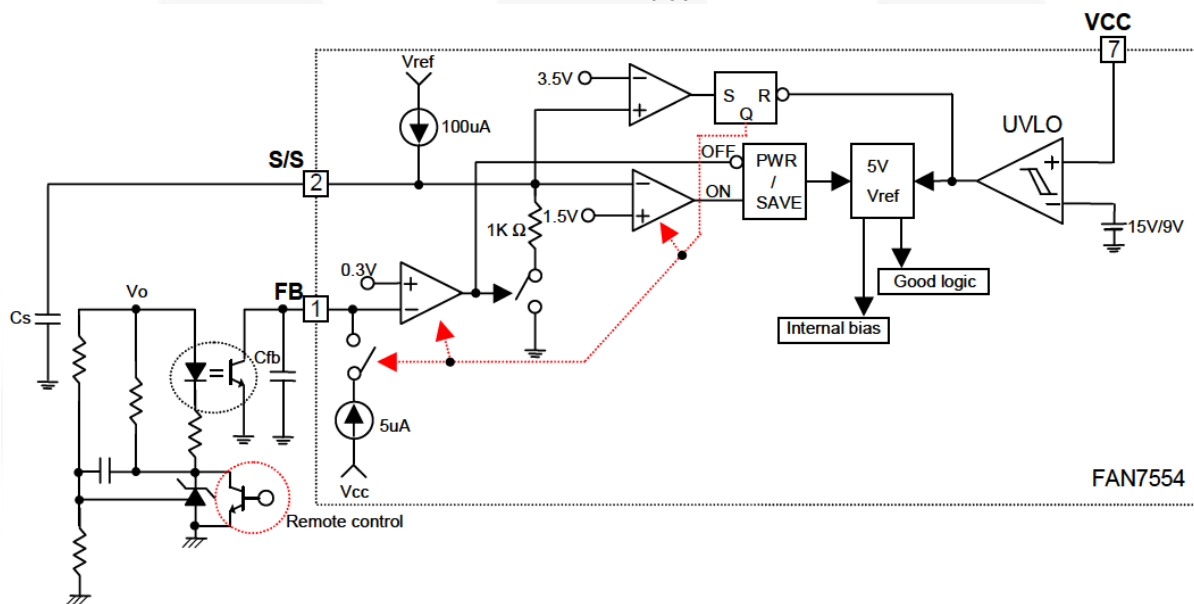 VCC
7
Vref
3.5V
−
+
S R
Q
100uA
UVLO
S/S
2
OFF
PWR
/
SAVE
5V
Vref
+
−
−
+
ON
1.5V
1K Ω
15V/9V
0.3V
+
−
Good logic
Vo
FB
1
Internal bias
Cs
Cfb
=
5uA
Vcc
FAN7554
Remote control